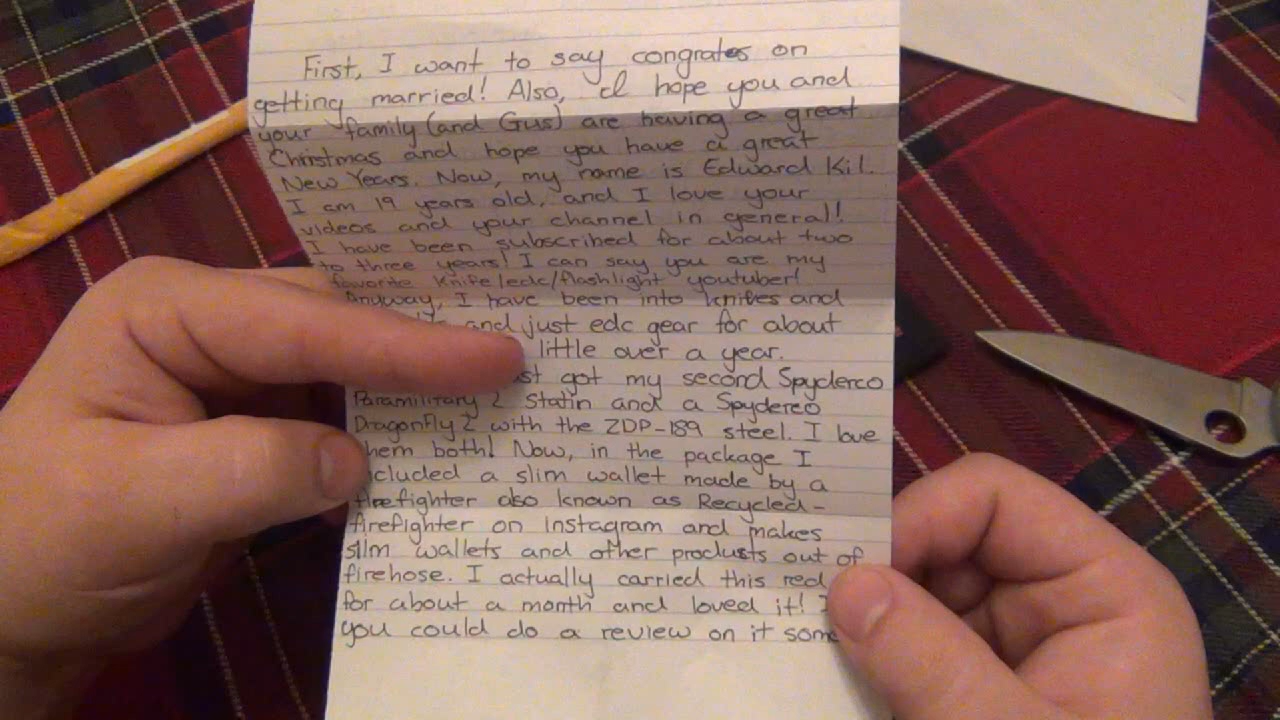 First, I want to say congrates on
getting married! Also, I hope you and
your family (and Gus) are having a great
Christmas and hope you have a great
New Years. Now, my name is Edward Kil.
I am 19 years old, and I love your
videos and your channel in general!
I have been subscribed for about two
to three years! I can say you are my
favorite knife/edc/flashlight youtuber!
Anyway, I have been into knifes and
and just edc gear for about
little over a year.
got my second Spyderco
Paramilitary 2 Statin and a Spyderco
Dragonfly 2 with the ZDP-189 steel. I love
them both! Now, in the package I
included a slim wallet made by a
firefighter also known as Recycled-
firefighter on instagram and makes
slim wallets and other products out of
firehose. I actually carried this red
for about a month and loved it!
you could do a review on it